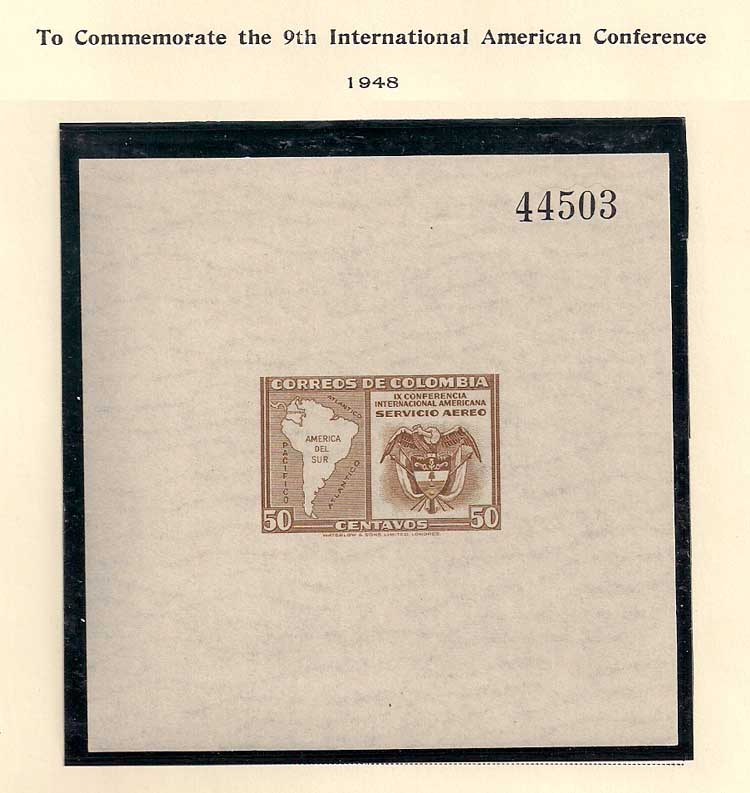 To Commemorate the 9th International American Conference
1948
44503
CORREOS DE COLOMBIA
IX CONFERENCIA
INTERNACIONAL AMERICANA
SERVICIO AEREO
ATLANTICO
PACIFICO
AMERICA
DEL
SUR
ATLANTICO
50 CENTAVOS 50
WATERLOW & SONS LIMITED, LONDRES.